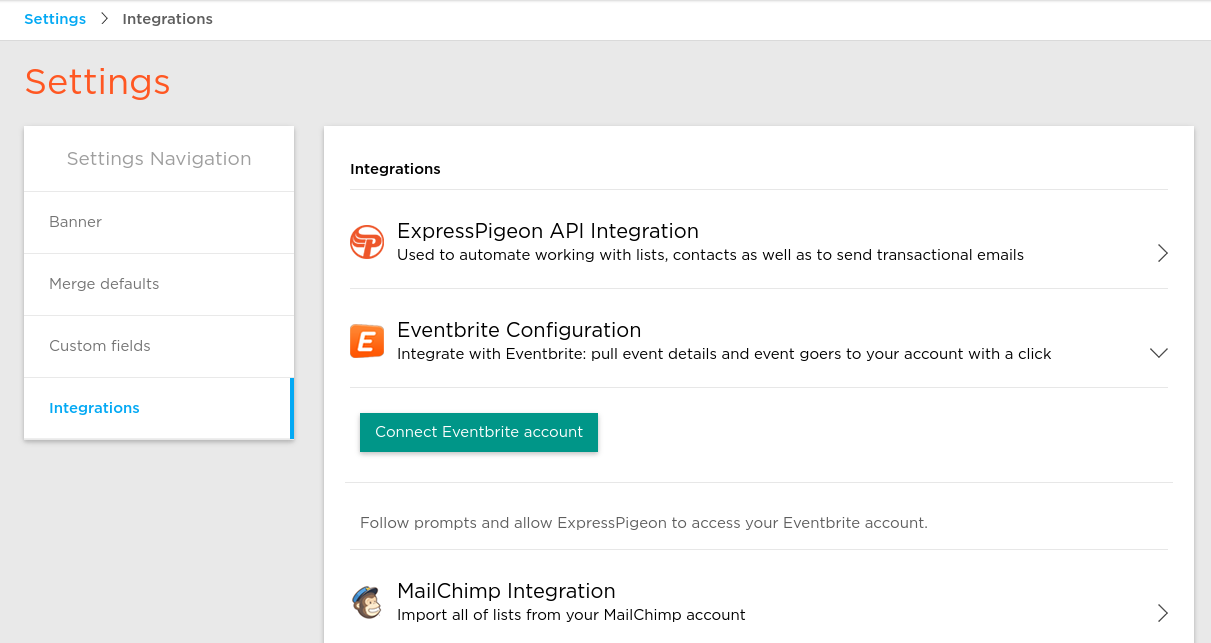 Settings > Integrations
Settings
Settings Navigation
Banner
Merge defaults
Custom fields
Integrations
Integrations
ExpressPigeon API Integration
Used to automate working with lists, contacts as well as to send transactional emails
E
Eventbrite Configuration
Integrate with Eventbrite: pull event details and event goers to your account with a click
Connect Eventbrite account
Follow prompts and allow ExpressPigeon to access your Eventbrite account.
MailChimp Integration
Import all of lists from your MailChimp account